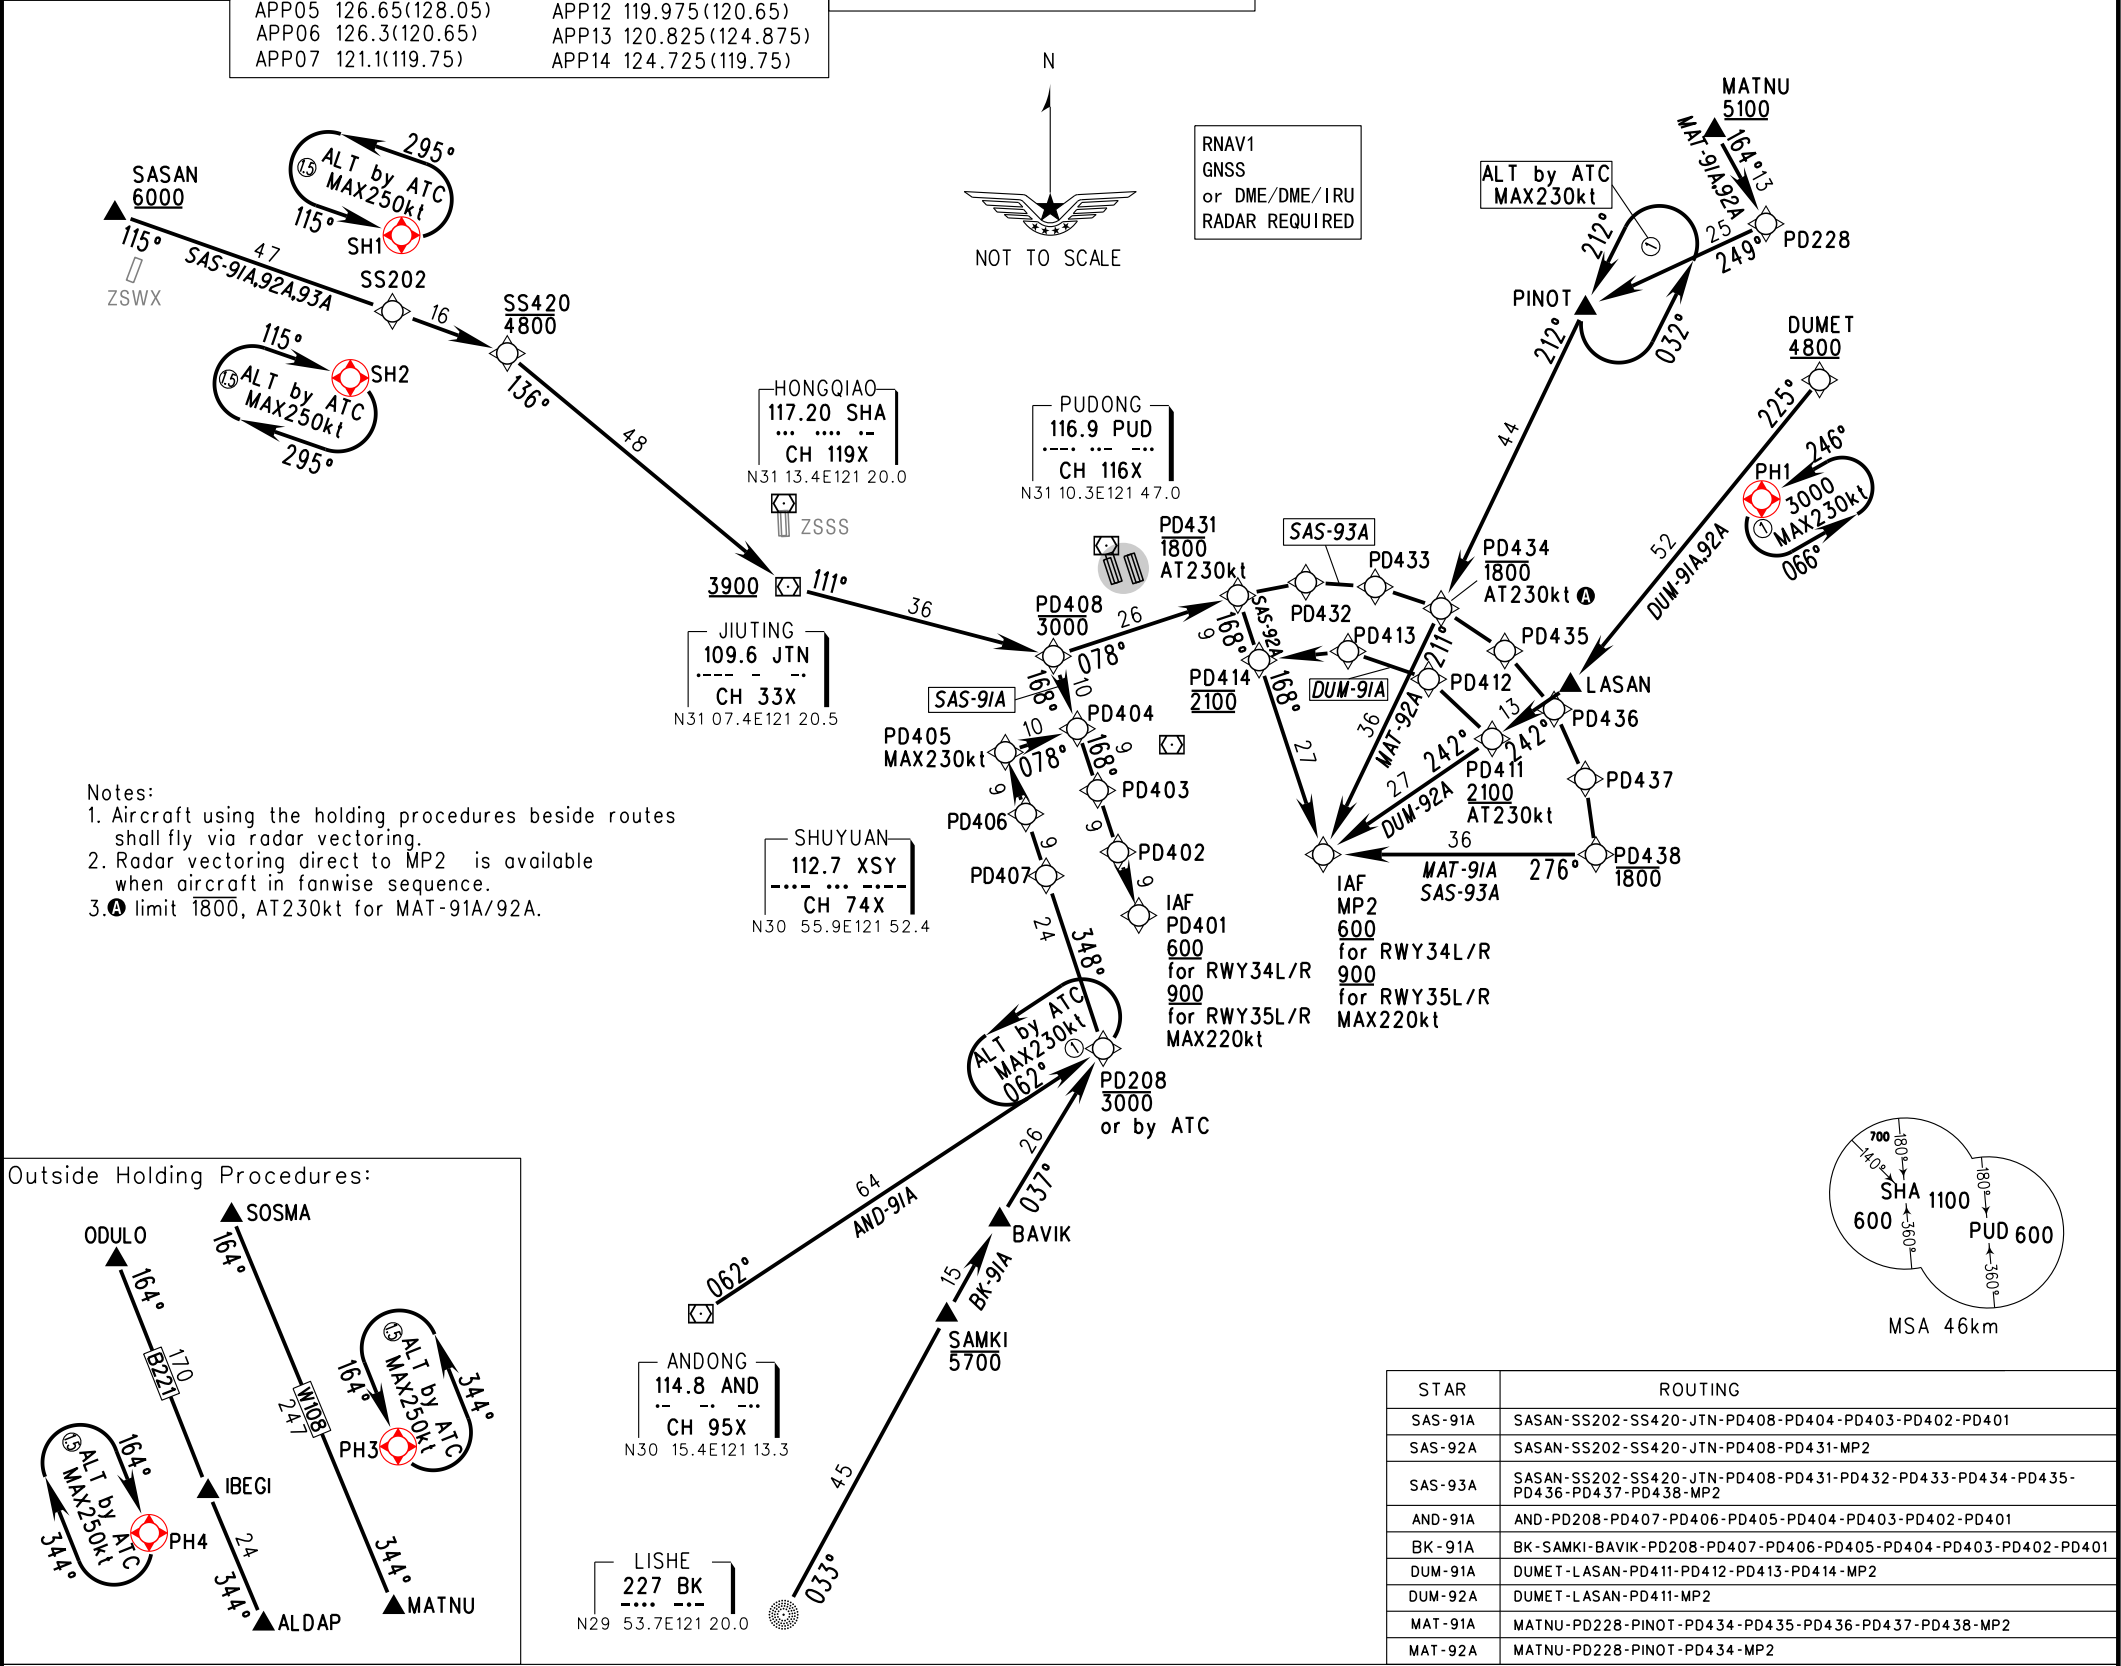 APP05 126.65(128.05) APP12 119.975(120.65)
APP06 126.3(120.65) APP13 120.825(124.875)
APP07 121.1(119.75) APP14 124.725(119.75)
N
NOT TO SCALE
RNAV1
GNSS
or DME/DME/IRU
RADAR REQUIRED
MATNU
5100
164°
13
MAT-91A,92A
ALT by ATC
MAX230kt
1
212°
032°
25
249°
PD228
PINOT
212°
44
DUMET
4800
225°
52
DUM-91A,92A
246°
PH1
3000
MAX230kt
1
066°
SASAN
6000
115°
ZSWX
47
SAS-91A,92A,93A
295°
1.5
ALT by ATC
MAX250kt
115°
SH1
SS202
16
SS420
4800
115°
SH2
1.5
ALT by ATC
MAX250kt
295°
136°
48
HONGQIAO
117.20 SHA
CH 119X
N31 13.4E121 20.0
ZSSS
PUDONG
116.9 PUD
CH 116X
N31 10.3E121 47.0
3900
111°
36
JIUTING
109.6 JTN
CH 33X
N31 07.4E121 20.5
PD408
3000
26
078°
PD431
1800
AT230kt
SAS-93A
PD432
PD433
PD434
1800
AT230kt A
SAS-92A
168°
9
PD413
PD435
PD414
2100
168°
27
DUM-91A
PD412
211°
36
MAT-92A
LASAN
13
242°
PD436
242°
27
DUM-92A
PD411
2100
AT230kt
PD437
36
276°
MAT-91A
SAS-93A
PD438
1800
SAS-91A
168°
10
PD404
PD405
MAX230kt
10
078°
168°
9
PD403
9
PD406
9
PD402
9
PD407
9
24
348°
SHUYUAN
112.7 XSY
CH 74X
N30 55.9E121 52.4
IAF
PD401
600
for RWY34L/R
900
for RWY35L/R
MAX220kt
IAF
MP2
600
for RWY34L/R
900
for RWY35L/R
MAX220kt
Notes:
1. Aircraft using the holding procedures beside routes
shall fly via radar vectoring.
2. Radar vectoring direct to MP2 is available
when aircraft in fanwise sequence.
3.A limit 1800, AT230kt for MAT-91A/92A.
ALT by ATC
MAX230kt
1
062°
PD208
3000
or by ATC
64
AND-91A
062°
26
037°
BAVIK
15
BK-91A
SAMKI
5700
ANDONG
114.8 AND
CH 95X
N30 15.4E121 13.3
45
033°
LISHE
227 BK
CH
N29 53.7E121 20.0
Outside Holding Procedures:
SOSMA
ODULO
164°
164°
170
B221
W108
247
1.5
ALT by ATC
MAX250kt
164°
344°
PH3
1.5
ALT by ATC
MAX250kt
164°
344°
PH4
IBEGI
24
344°
344°
ALDAP
MATNU
700
180°
140°
SHA
1100
180°
600
360°
PUD
600
360°
MSA 46km
STAR ROUTING
SAS-91A SASAN-SS202-SS420-JTN-PD408-PD404-PD403-PD402-PD401
SAS-92A SASAN-SS202-SS420-JTN-PD408-PD431-MP2
SAS-93A SASAN-SS202-SS420-JTN-PD408-PD431-PD432-PD433-PD434-PD435-
PD436-PD437-PD438-MP2
AND-91A AND-PD208-PD407-PD406-PD405-PD404-PD403-PD402-PD401
BK-91A BK-SAMKI-BAVIK-PD208-PD407-PD406-PD405-PD404-PD403-PD402-PD401
DUM-91A DUMET-LASAN-PD411-PD412-PD413-PD414-MP2
DUM-92A DUMET-LASAN-PD411-MP2
MAT-91A MATNU-PD228-PINOT-PD434-PD435-PD436-PD437-PD438-MP2
MAT-92A MATNU-PD228-PINOT-PD434-MP2